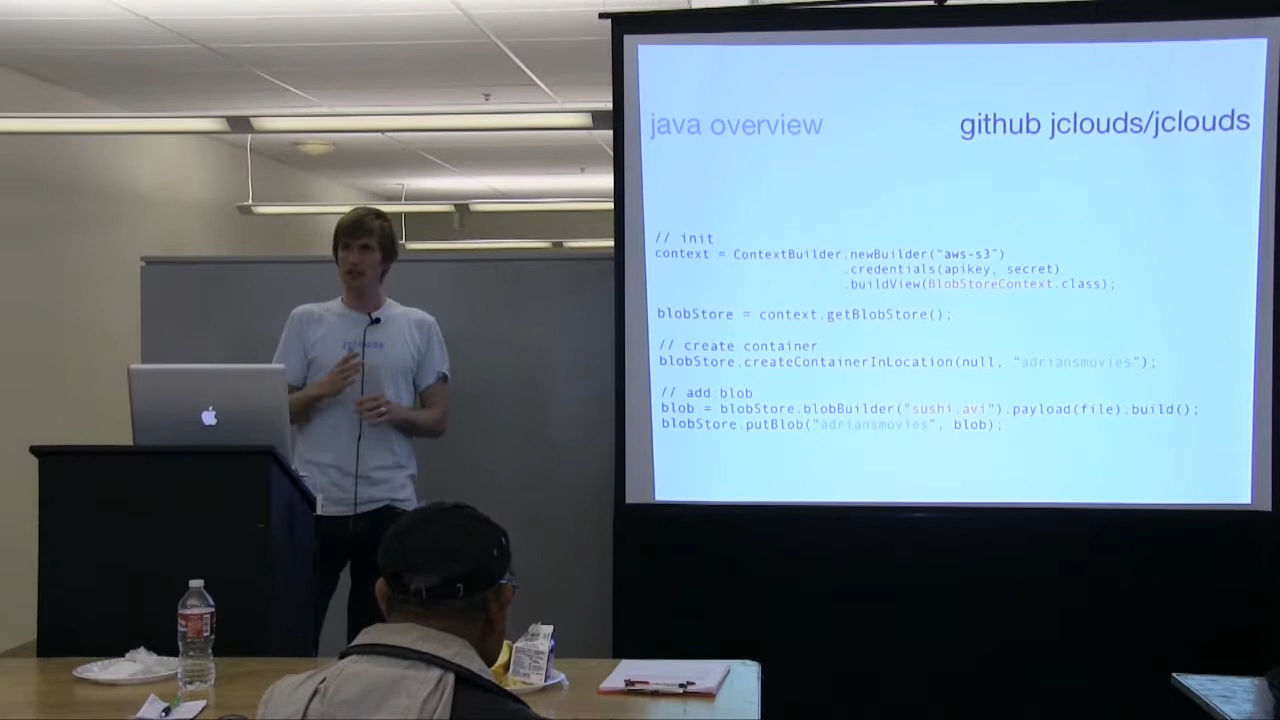 java overview
github jclouds/jclouds
// init
context = ContextBuilder.newBuilder("aws-s3")
.credentials(apikey, secret)
.buildView(BlobStoreContext.class);
blobStore = context.getBlobStore();
// create container
blobStore.createContainerInLocation(null, "adriansmovies");
// add blob
blob = blobStore.blobBuilder("sushi.avi").payload(file).build();
blobStore.putBlob("adriansmovies", blob);
jclouds